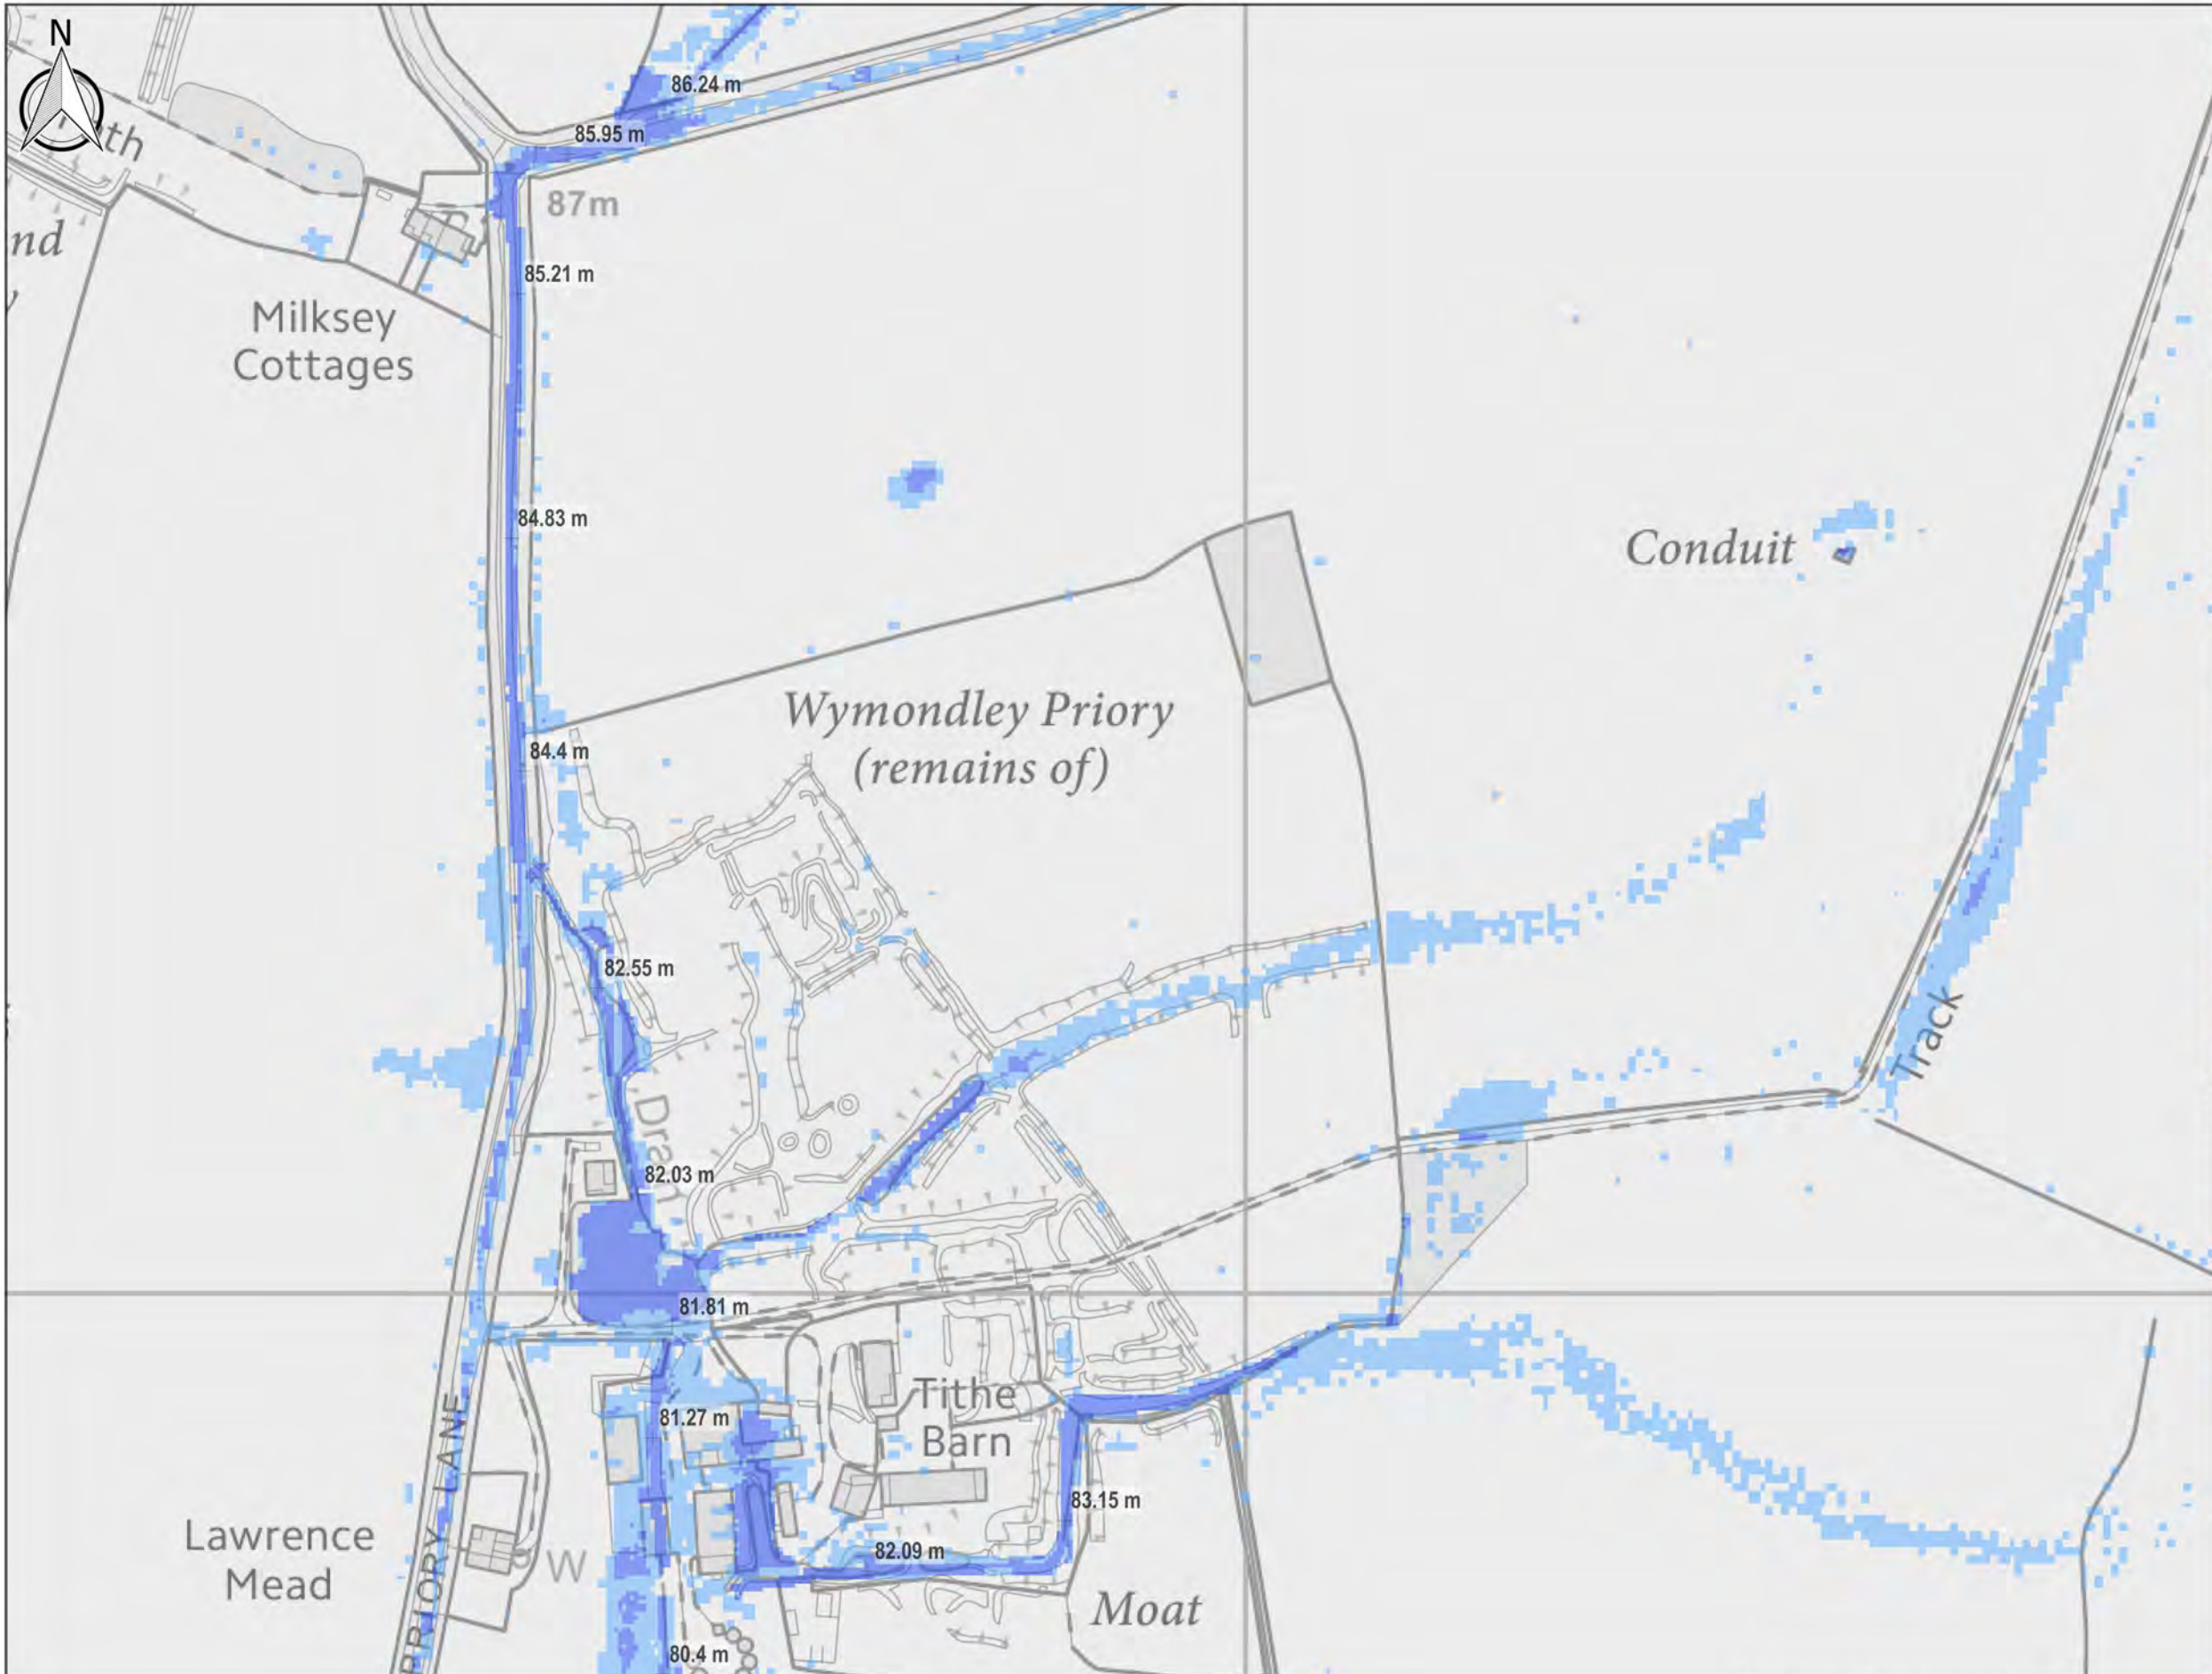 N
86.24 m
85.95 m
87m
nd
85.21 m
Milksey
Cottages
84.83 m
Conduit
Wymondley Priory
(remains of)
84.4 m
82.55 m
Track
Drain
82.03 m
81.81 m
Tithe
Barn
81.27 m
83.15 m
Lawrence
Mead
PRIORY LANE
W
82.09 m
Moat
80.4 m